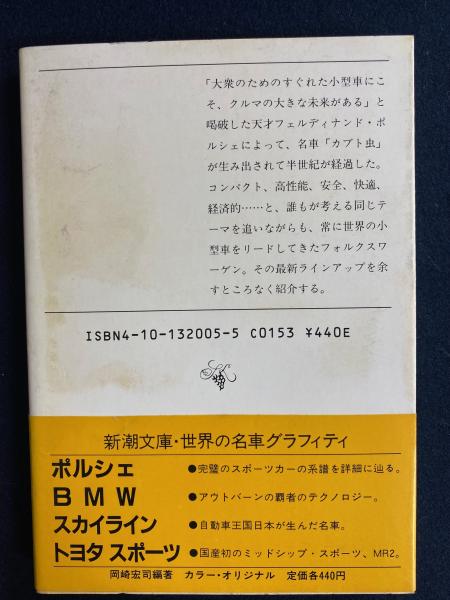 「大衆のためのすぐれた小型車にこ
そ、クルマの大きな未来がある」と
喝破した天才フェルディナンド・ポ
ルシェによって、名車「カブト虫」
が生み出されて半世紀が経過した。
コンパクト、高性能、安全、快適、
経済的……と、誰もが考える同じテ
ーマを追いながらも、常に世界の小
型車をリードしてきたフォルクスワ
ーゲン。その最新ラインアップを余
すところなく紹介する。
ISBN4-10-132005-5 C0153 ¥440E
新潮文庫・世界の名車グラフィティ
ポルシェ ●完璧のスポーツカーの系譜を詳細に辿る。
BMW ●アウトバーンの覇者のテクノロジー。
スカイライン ●自動車王国日本が生んだ名車。
トヨタ スポーツ ●国産初のミッドシップ・スポーツ、MR2。
岡崎宏司編著 カラー・オリジナル 定価各440円